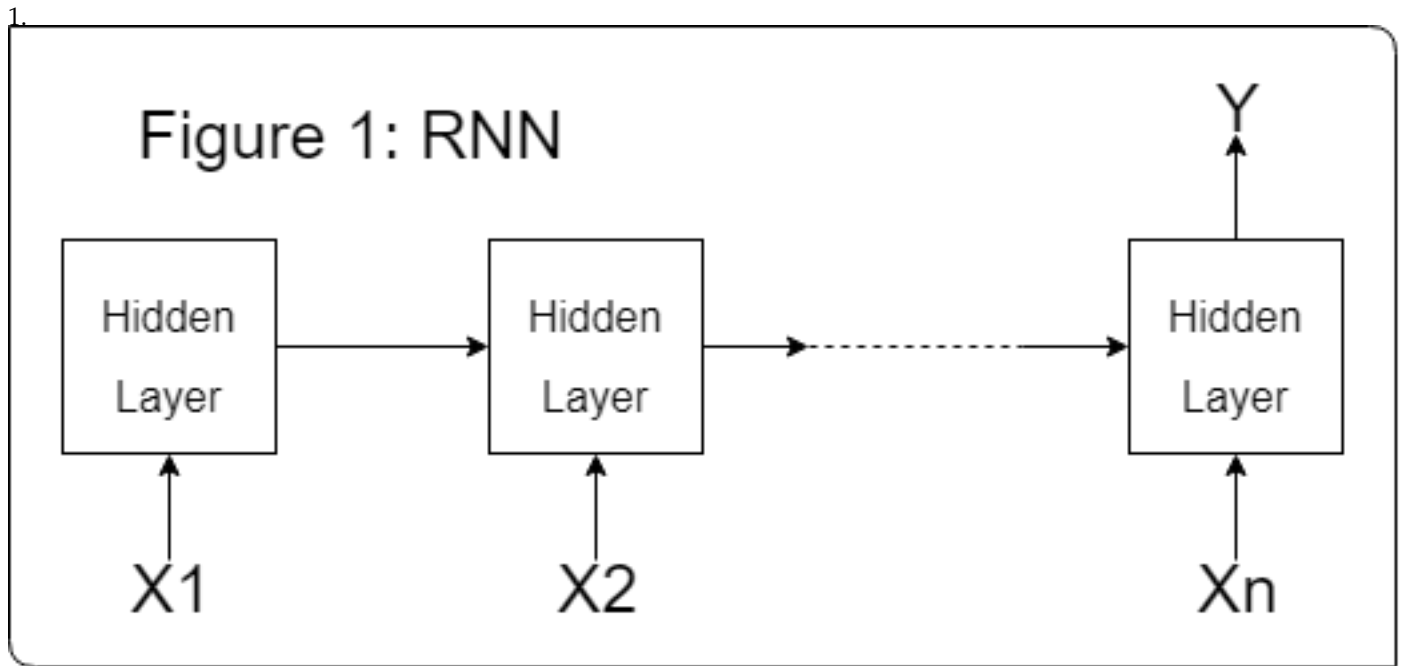 1.
Figure 1: RNN
Y
Hidden
Layer
Hidden
Layer
Hidden
Layer
X1
X2
Xn